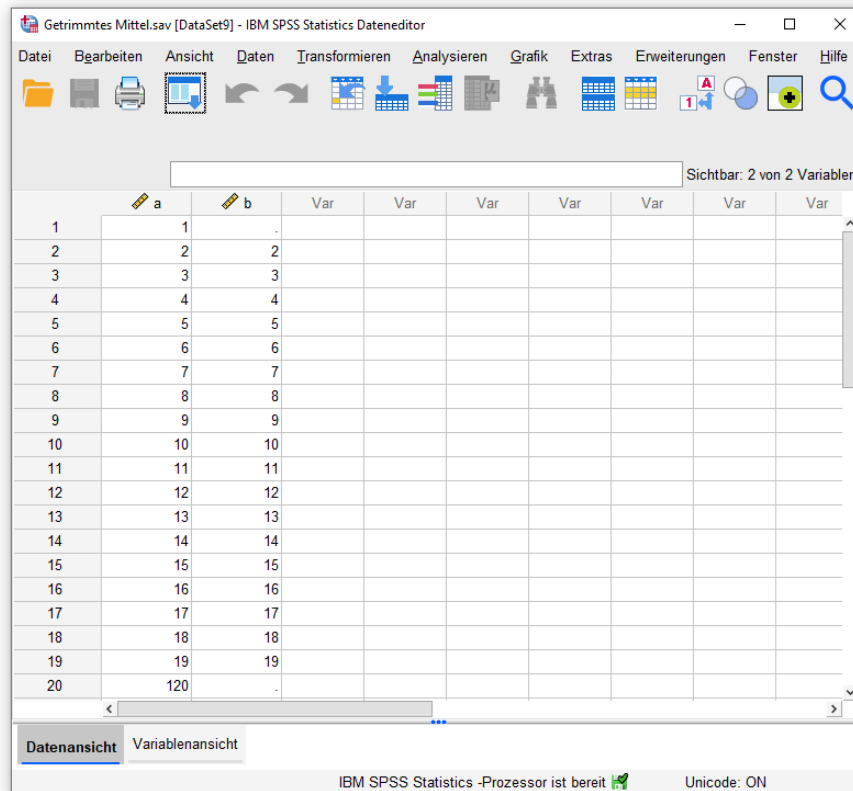 Getrimmtes Mittel.sav [DataSet9] - IBM SPSS Statistics Dateneditor
Datei Bearbeiten Ansicht Daten Transformieren Analysieren Grafik Extras Erweiterungen Fenster Hilfe
Sichtbar: 2 von 2 Variablen
a b Var Var Var Var Var Var Var
1 1 .
2 2 2
3 3 3
4 4 4
5 5 5
6 6 6
7 7 7
8 8 8
9 9 9
10 10 10
11 11 11
12 12 12
13 13 13
14 14 14
15 15 15
16 16 16
17 17 17
18 18 18
19 19 19
20 120 .
Datenansicht Variablenansicht
IBM SPSS Statistics -Prozessor ist bereit Unicode: ON